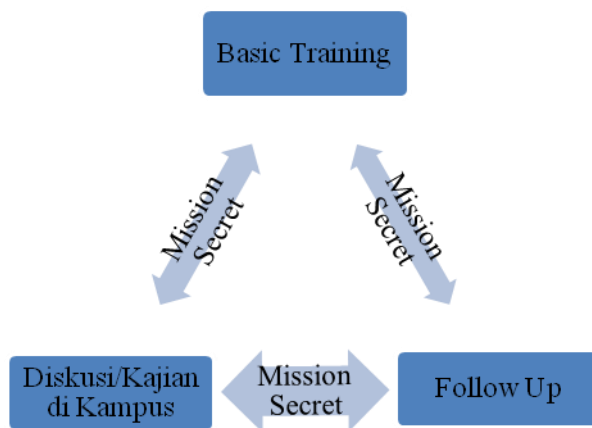 Basic Training
Mission
Secret
Mission
Secret
Diskusi/Kajian
di Kampus
Mission
Secret
Follow Up